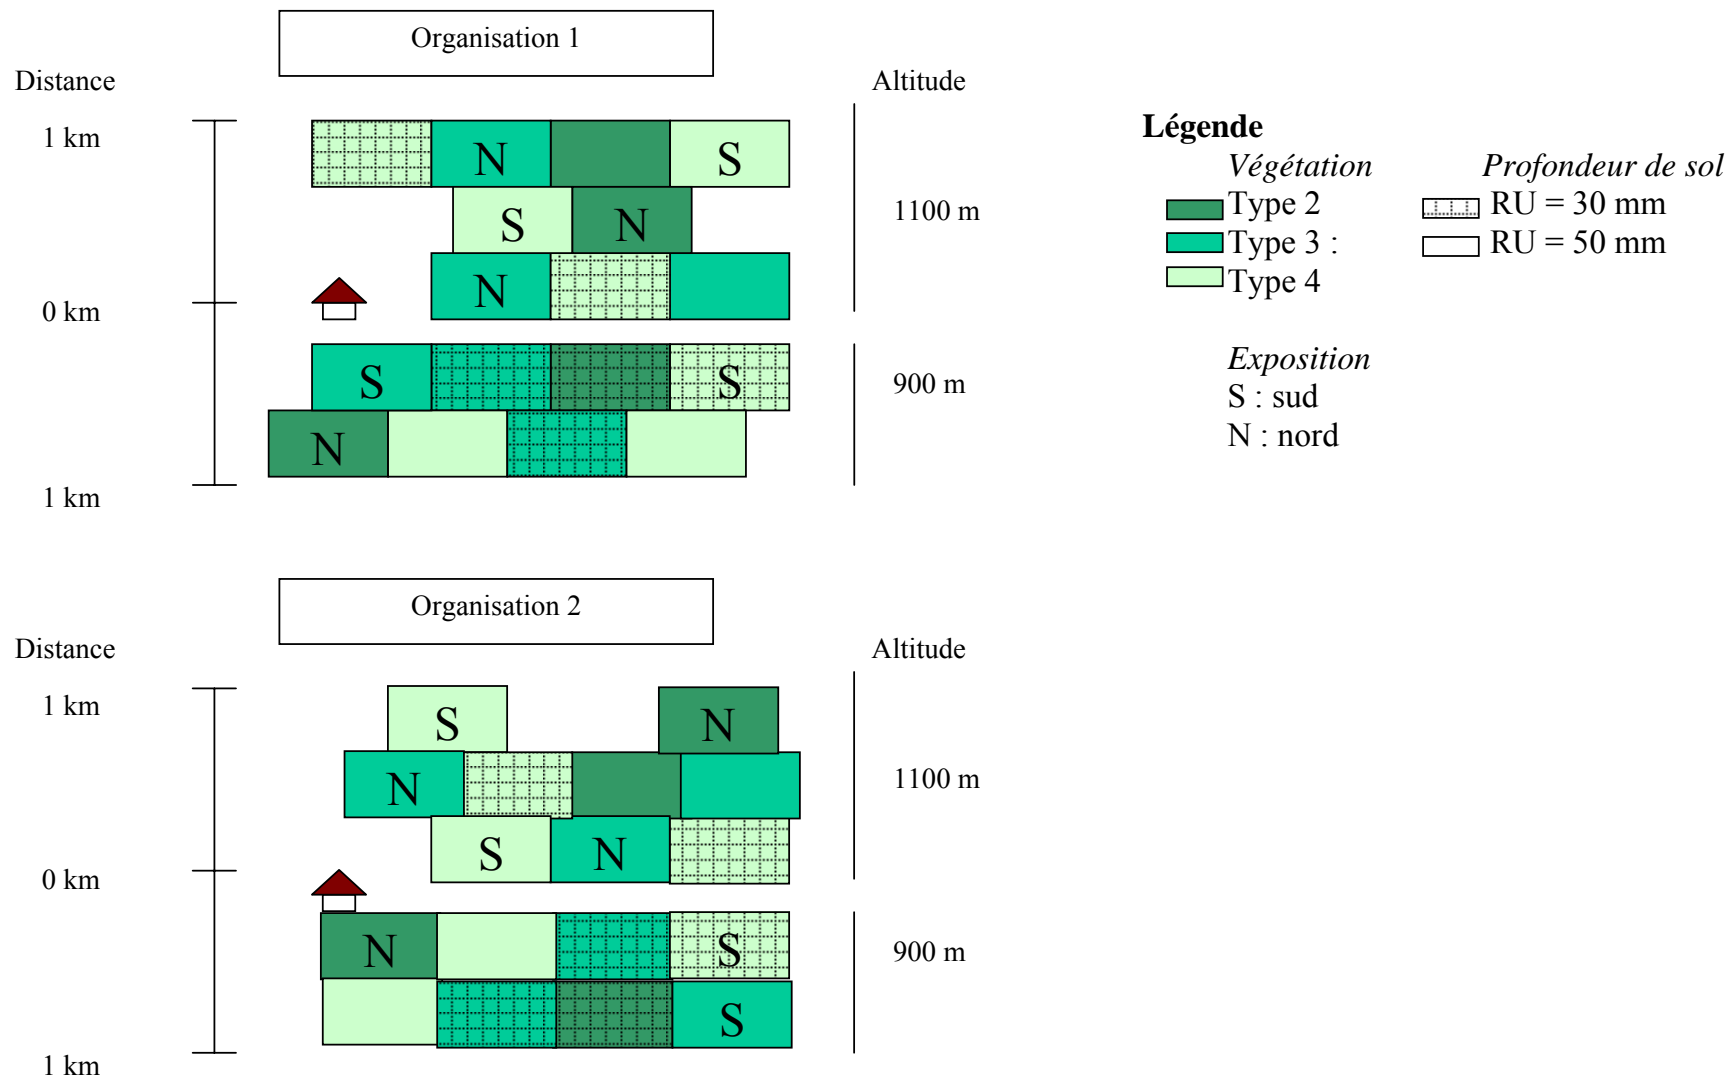 Organisation 1
Distance
Altitude
1 km
N
S
S
N
1100 m
N
0 km
S
S
900 m
N
1 km
Légende
Végétation
Profondeur de sol
Type 2
RU = 30 mm
Type 3 :
RU = 50 mm
Type 4
Exposition
S : sud
N : nord
Organisation 2
Distance
Altitude
1 km
S
N
N
1100 m
S
N
0 km
N
S
900 m
S
1 km